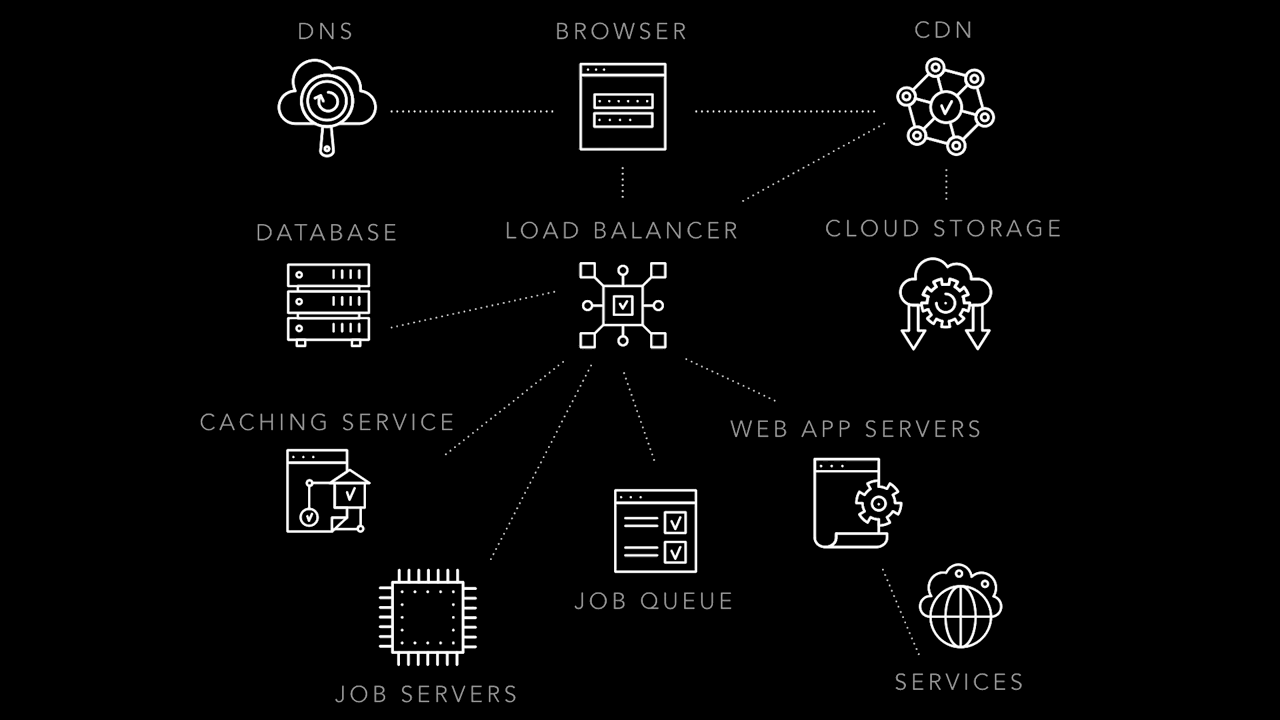 DNS
BROWSER
CDN
DATABASE
LOAD BALANCER
CLOUD STORAGE
CACHING SERVICE
WEB APP SERVERS
JOB QUEUE
JOB SERVERS
SERVICES